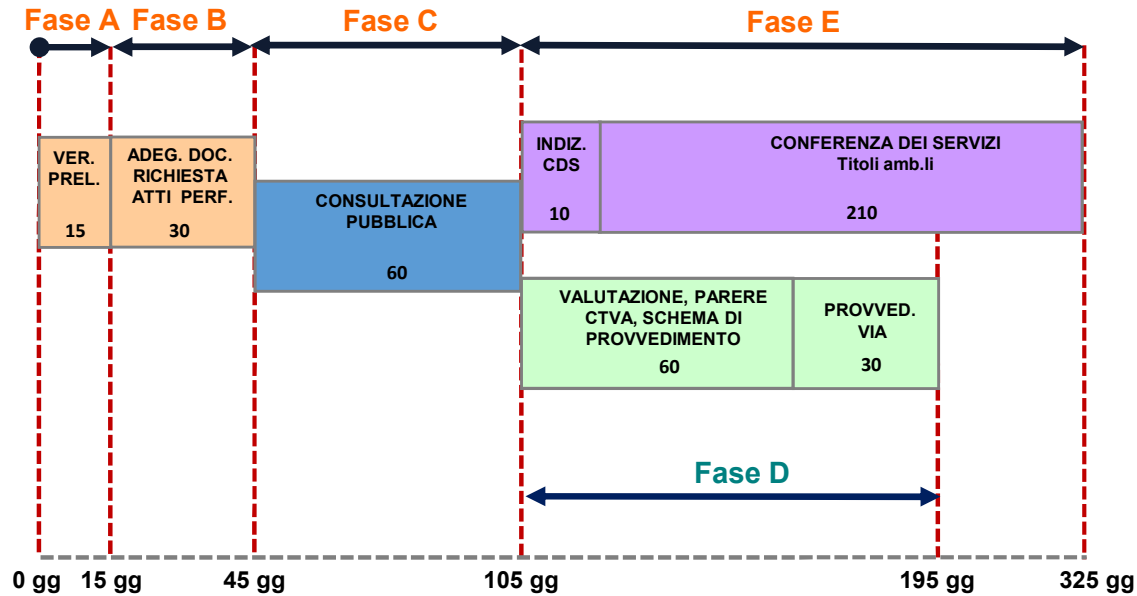 Fase A
Fase B
Fase C
Fase E
VER.
PREL.
15
ADEG. DOC.
RICHIESTA
ATTI PERF.
30
CONSULTAZIONE
PUBBLICA
60
INDIZ.
CDS
10
CONFERENZA DEI SERVIZI
Titoli amb.li
210
VALUTAZIONE, PARERE
CTVA, SCHEMA DI
PROVVEDIMENTO
60
PROVVED.
VIA
30
Fase D
0 gg
15 gg
45 gg
105 gg
195 gg
325 gg